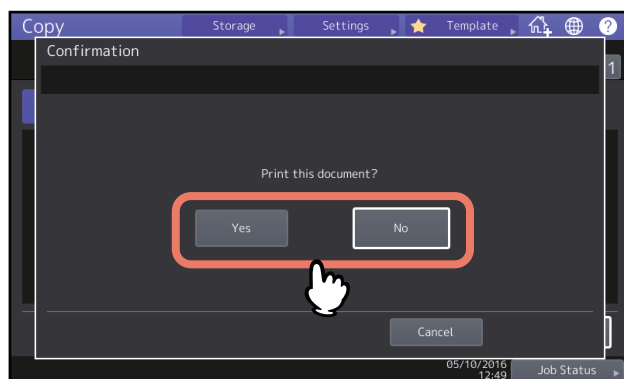 Copy
Storage
Settings
Template
?
Confirmation
1
Print this document?
Yes
No
Cancel
05/10/2016
12:49
Job Status